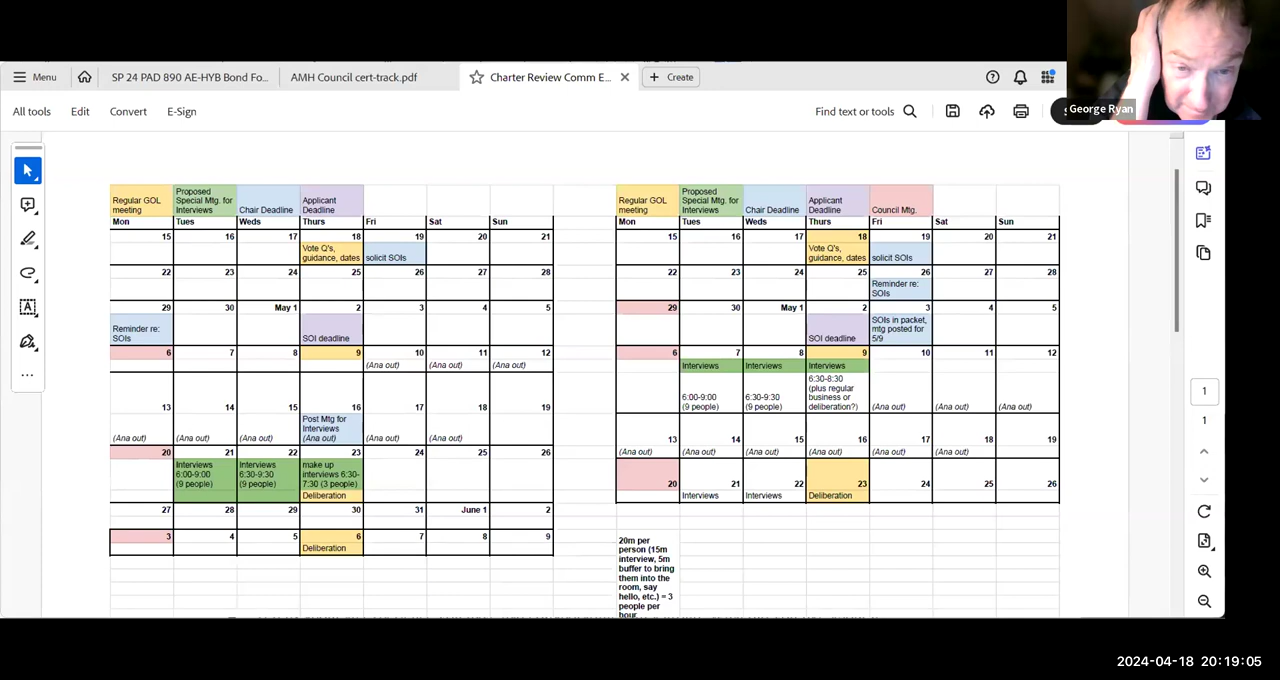 Menu
SP 24 PAD 890 AE-HYB Bond Fo...
AMH Council cert-track.pdf
Charter Review Comm E...
Create
George Ryan
All tools
Edit
Convert
E-Sign
Find text or tools
Regular GOL meeting
Proposed Special Mtg. for Interviews
Chair Deadline
Applicant Deadline
Mon Tues Weds Thurs Fri Sat Sun
15 16 17 18 19 20 21
Vote Q's, guidance, dates
solicit SOIs
22 23 24 25 26 27 28
29 30 May 1 2 3 4 5
Reminder re: SOIs
SOI deadline
6 7 8 9 10 11 12
(Ana out) (Ana out) (Ana out)
13 14 15 16 17 18 19
Post Mtg for Interviews
(Ana out) (Ana out) (Ana out) (Ana out) (Ana out) (Ana out)
20 21 22 23 24 25 26
Interviews 6:00-9:00 (9 people)
Interviews 6:30-9:30 (9 people)
make up interviews 6:30-7:30 (3 people)
Deliberation
27 28 29 30 31 June 1 2
3 4 5 6 7 8 9
Deliberation
Regular GOL meeting
Proposed Special Mtg. for Interviews
Chair Deadline
Applicant Deadline
Council Mtg.
Mon Tues Weds Thurs Fri Sat Sun
15 16 17 18 19 20 21
Vote Q's, guidance, dates
solicit SOIs
22 23 24 25 26 27 28
Reminder re: SOIs
29 30 May 1 2 3 4 5
SOI deadline
SOIs in packet, mtg posted for 5/9
6 7 8 9 10 11 12
Interviews Interviews Interviews
6:00-9:00 (9 people)
6:30-9:30 (9 people)
6:30-8:30 (plus regular business or deliberation?)
(Ana out) (Ana out) (Ana out)
13 14 15 16 17 18 19
(Ana out) (Ana out) (Ana out) (Ana out) (Ana out) (Ana out)
20 21 22 23 24 25 26
Interviews Interviews Deliberation
20m per
person (15m
interview, 5m
buffer to bring
them into the
room, say
hello, etc.) = 3
people per
hour
1
1
2024-04-18 20:19:05